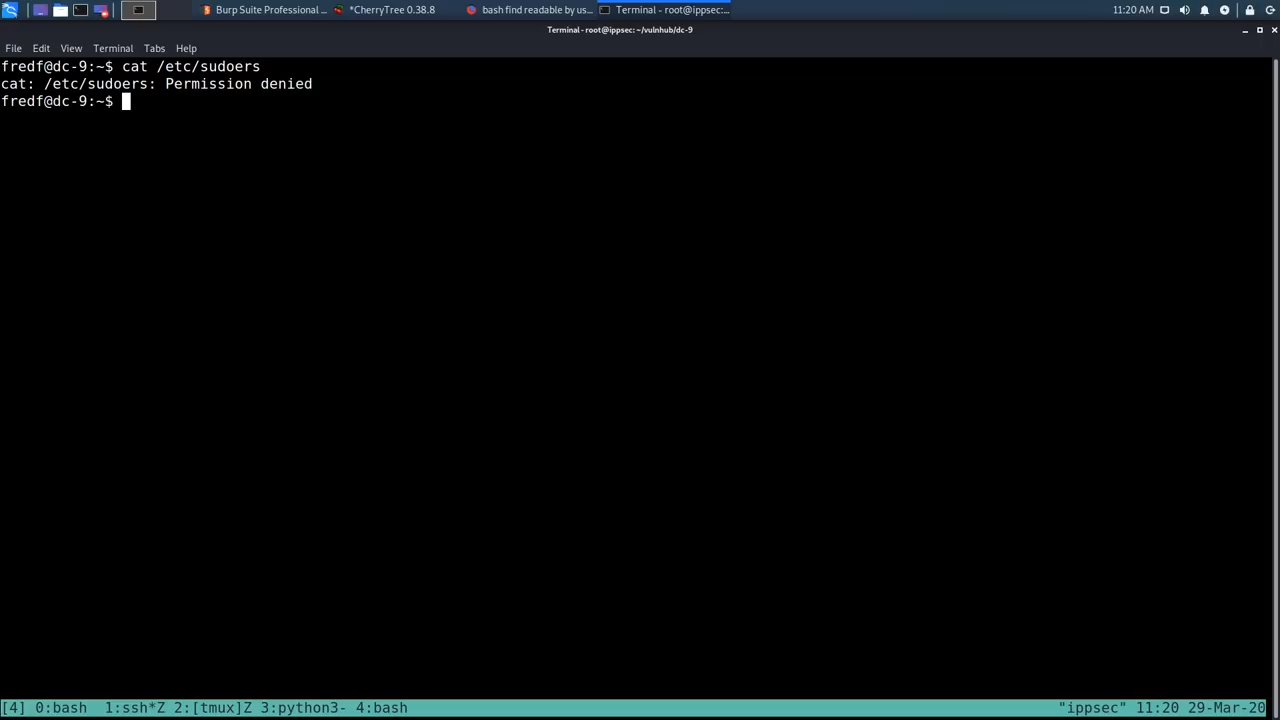 Burp Suite Professional ...
*CherryTree 0.38.8
bash find readable by us...
Terminal - root@ippsec:...
11:20 AM
Terminal - root@ippsec: ~/vulnhub/dc-9
File Edit View Terminal Tabs Help
fredf@dc-9:~$ cat /etc/sudoers
cat: /etc/sudoers: Permission denied
fredf@dc-9:~$
[4] 0:bash  1:ssh*Z 2:[tmux]Z 3:python3- 4:bash
"ippsec" 11:20 29-Mar-20